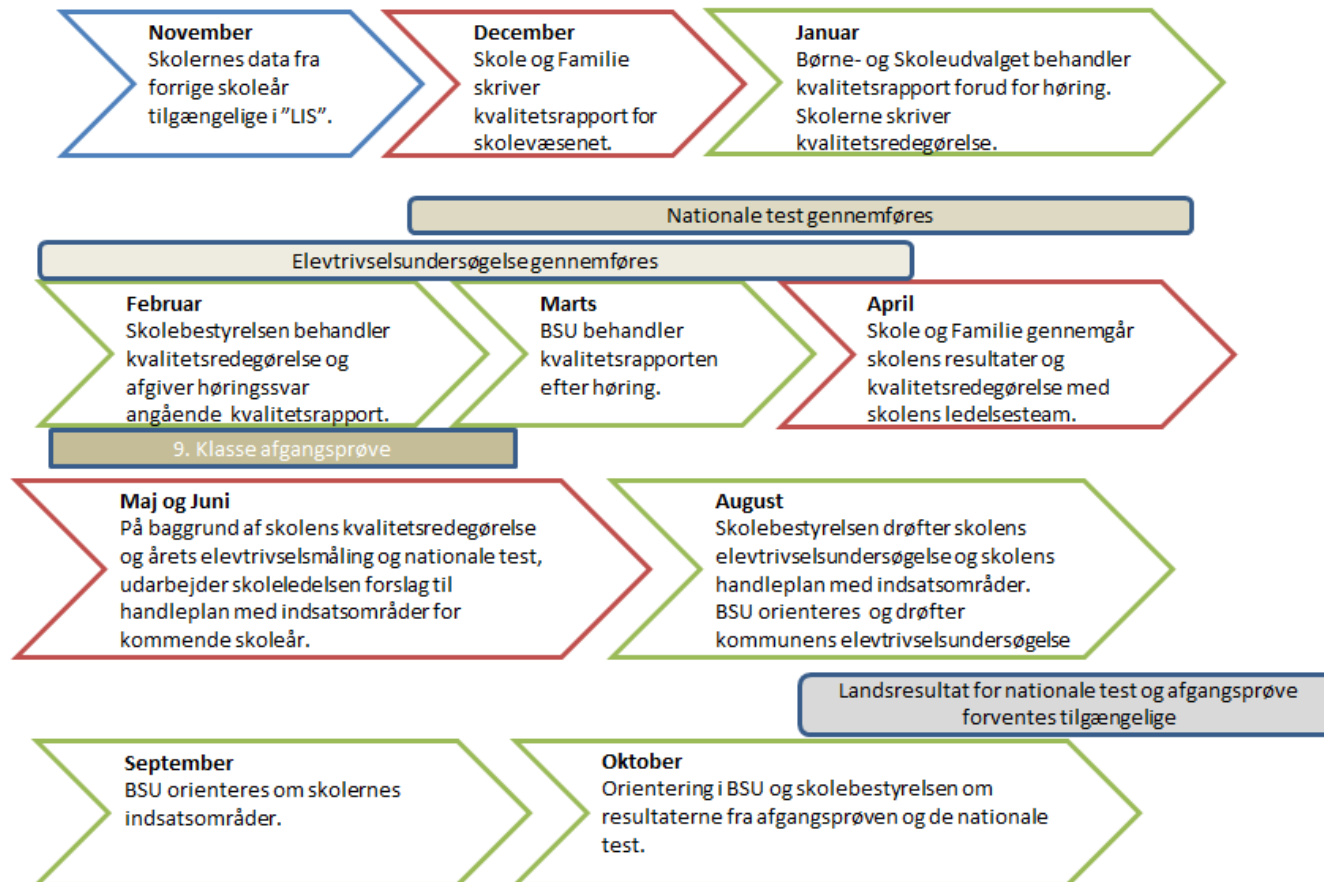 November
Skolernes data fra
forrige skoleår
tilgængelige i ”LIS”.
December
Skole og Familie
skriver
kvalitetsrapport for
skolevæsenet.
Januar
Børne- og Skoleudvalget behandler
kvalitetsrapport forud for høring.
Skolerne skriver
kvalitetsredegørelse.
Nationale test gennemføres
Elevtrivselsundersøgelse gennemføres
Februar
Skolebestyrelsen behandler
kvalitetsredegørelse og
afgiver høringssvar
angående kvalitetsrapport.
Marts
BSU behandler
kvalitetsrapporten
efter høring.
April
Skole og Familie gennemgår
skolens resultater og
kvalitetsredegørelse med
skolens ledelsesteam.
9. Klasse afgangsprøve
Maj og Juni
På baggrund af skolens kvalitetsredegørelse
og årets elevtrivselsmåling og nationale test,
udarbejder skoleledelsen forslag til
handleplan med indsatsområder for
kommende skoleår.
August
Skolebestyrelsen drøfter skolens
elevtrivselsundersøgelse og skolens
handleplan med indsatsområder.
BSU orienteres og drøfter
kommunens elevtrivselsundersøgelse
Landsresultat for nationale test og afgangsprøve
forventes tilgængelige
September
BSU orienteres om skolernes
indsatsområder.
Oktober
Orientering i BSU og skolebestyrelsen om
resultaterne fra afgangsprøven og de nationale
test.